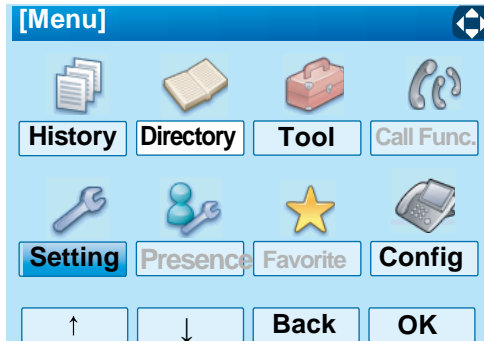 [Menu]
History Directory Tool Call Func.
Setting Presence Favorite Config
↑ ↓ Back OK